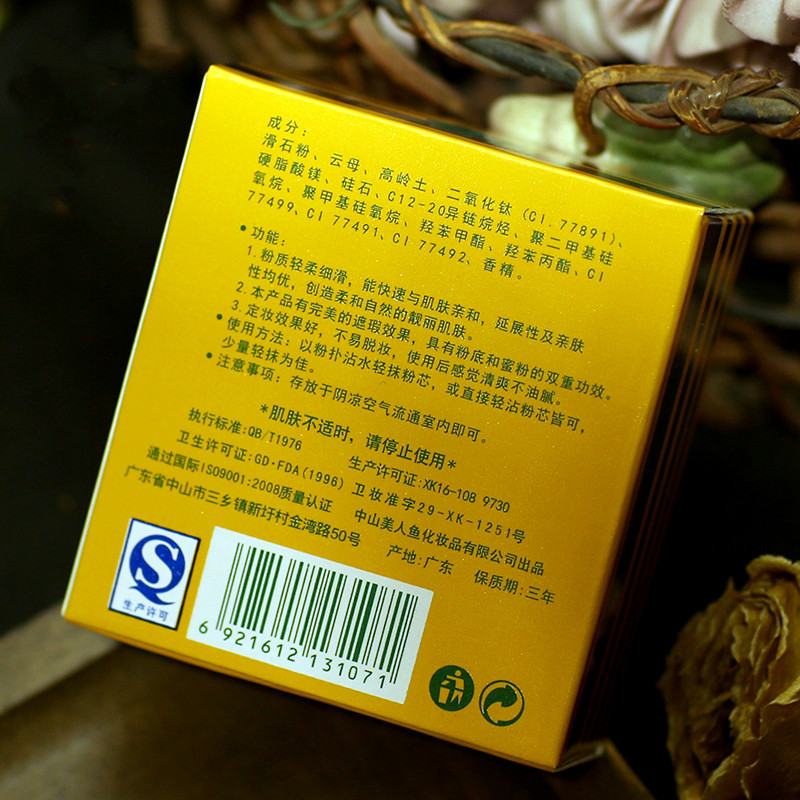 成分：
滑石粉、云母、高岭土、二氧化钛（CI.77891）、
硬脂酸镁、硅石、C12-20异链烷烃、聚二甲基硅
氧烷、聚甲基硅氧烷、羟苯甲酯、羟苯丙酯、CI
77499、CI 77491、CI 77492、香精。
•功能：
1.粉质轻柔细滑，能快速与肌肤亲和，延展性及亲肤
性均优，创造柔和自然的靓丽肌肤。
2.本产品有完美的遮瑕效果，具有粉底和蜜粉的双重功效。
3.定妆效果好，不易脱妆，使用后感觉清爽不油腻。
•使用方法：以粉扑沾水轻抹粉芯，或直接轻沾粉芯皆可，
少量轻抹为佳。
•注意事项：存放于阴凉空气流通室内即可。
*肌肤不适时，请停止使用*
执行标准:QB/T1976 生产许可证:XK16-108 9730
卫生许可证:GD·FDA(1996) 卫妆准字29-XK-1251号
通过国际ISO9001:2008质量认证 中山美人鱼化妆品有限公司出品
广东省中山市三乡镇新圩村金湾路50号 产地:广东 保质期:三年
QS
生产许可
6 921612 131071